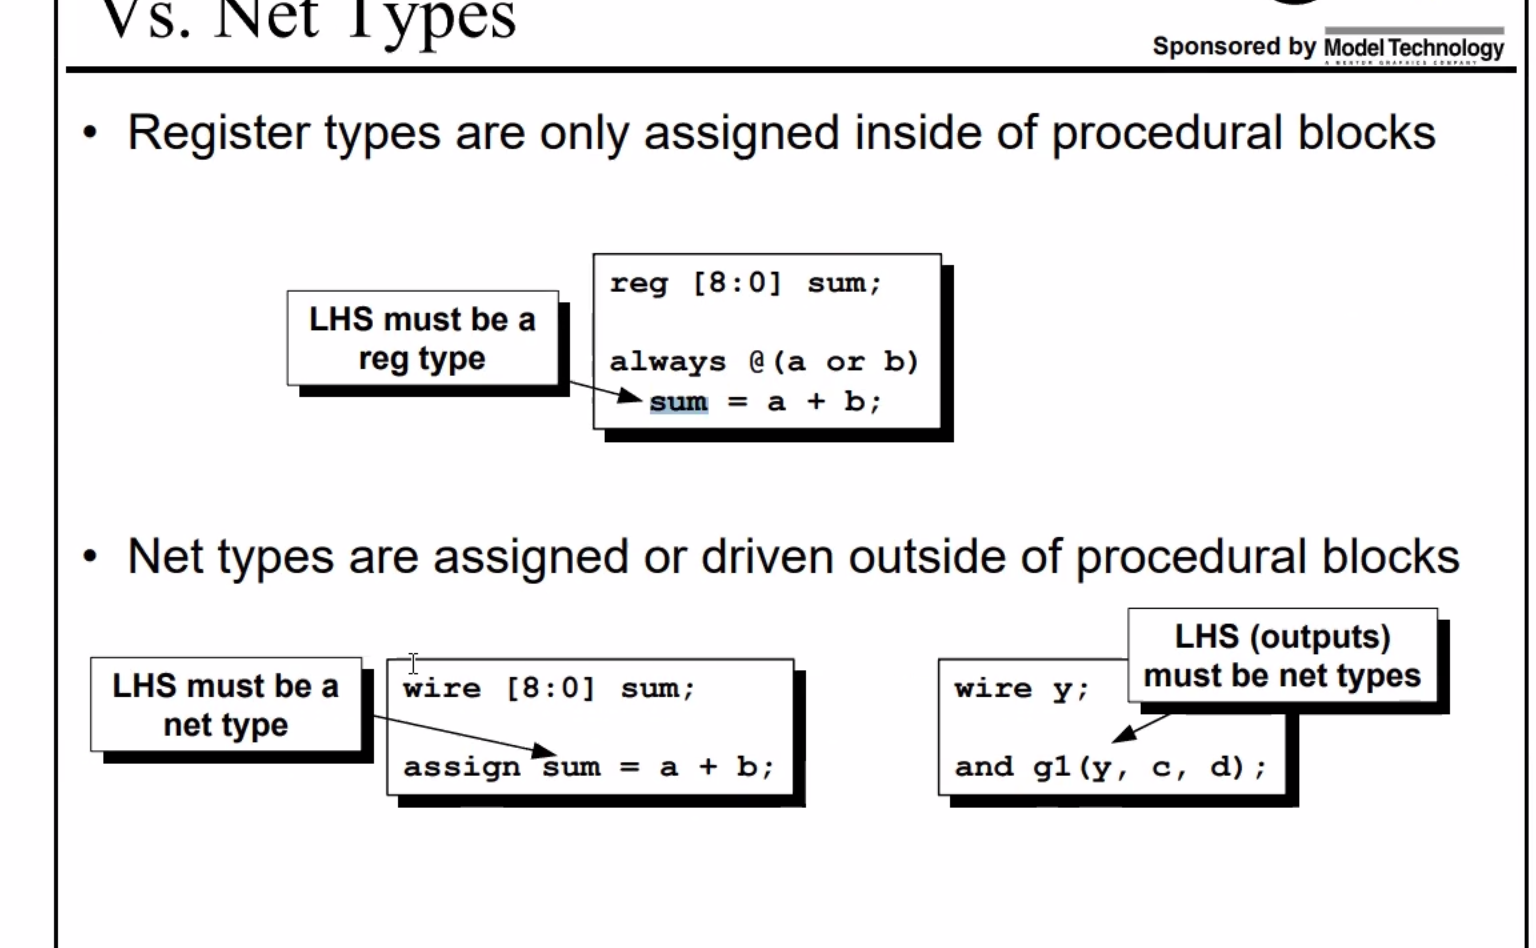 Vs. Net Types
Sponsored by Model Technology
A MENTOR GRAPHICS COMPANY
• Register types are only assigned inside of procedural blocks
LHS must be a
reg type
reg [8:0] sum;
always @(a or b)
sum = a + b;
• Net types are assigned or driven outside of procedural blocks
LHS must be a
net type
wire [8:0] sum;
assign sum = a + b;
LHS (outputs)
must be net types
wire y;
and g1(y, c, d);